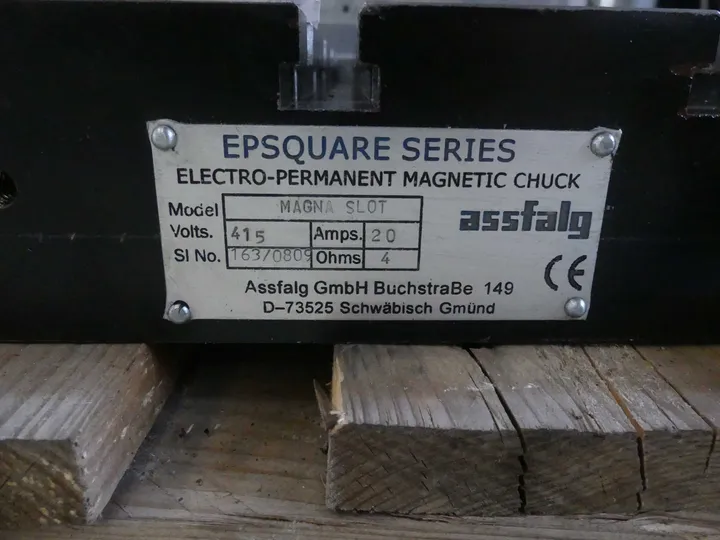 EPSQUARE SERIES
ELECTRO-PERMANENT MAGNETIC CHUCK
Model MAGNA SLOT
assfalg
Volts. 415 Amps. 20
SI No. 163/0809 Ohms 4
CE
Assfalg GmbH BuchstraBe 149
D-73525 Schwäbisch Gmünd